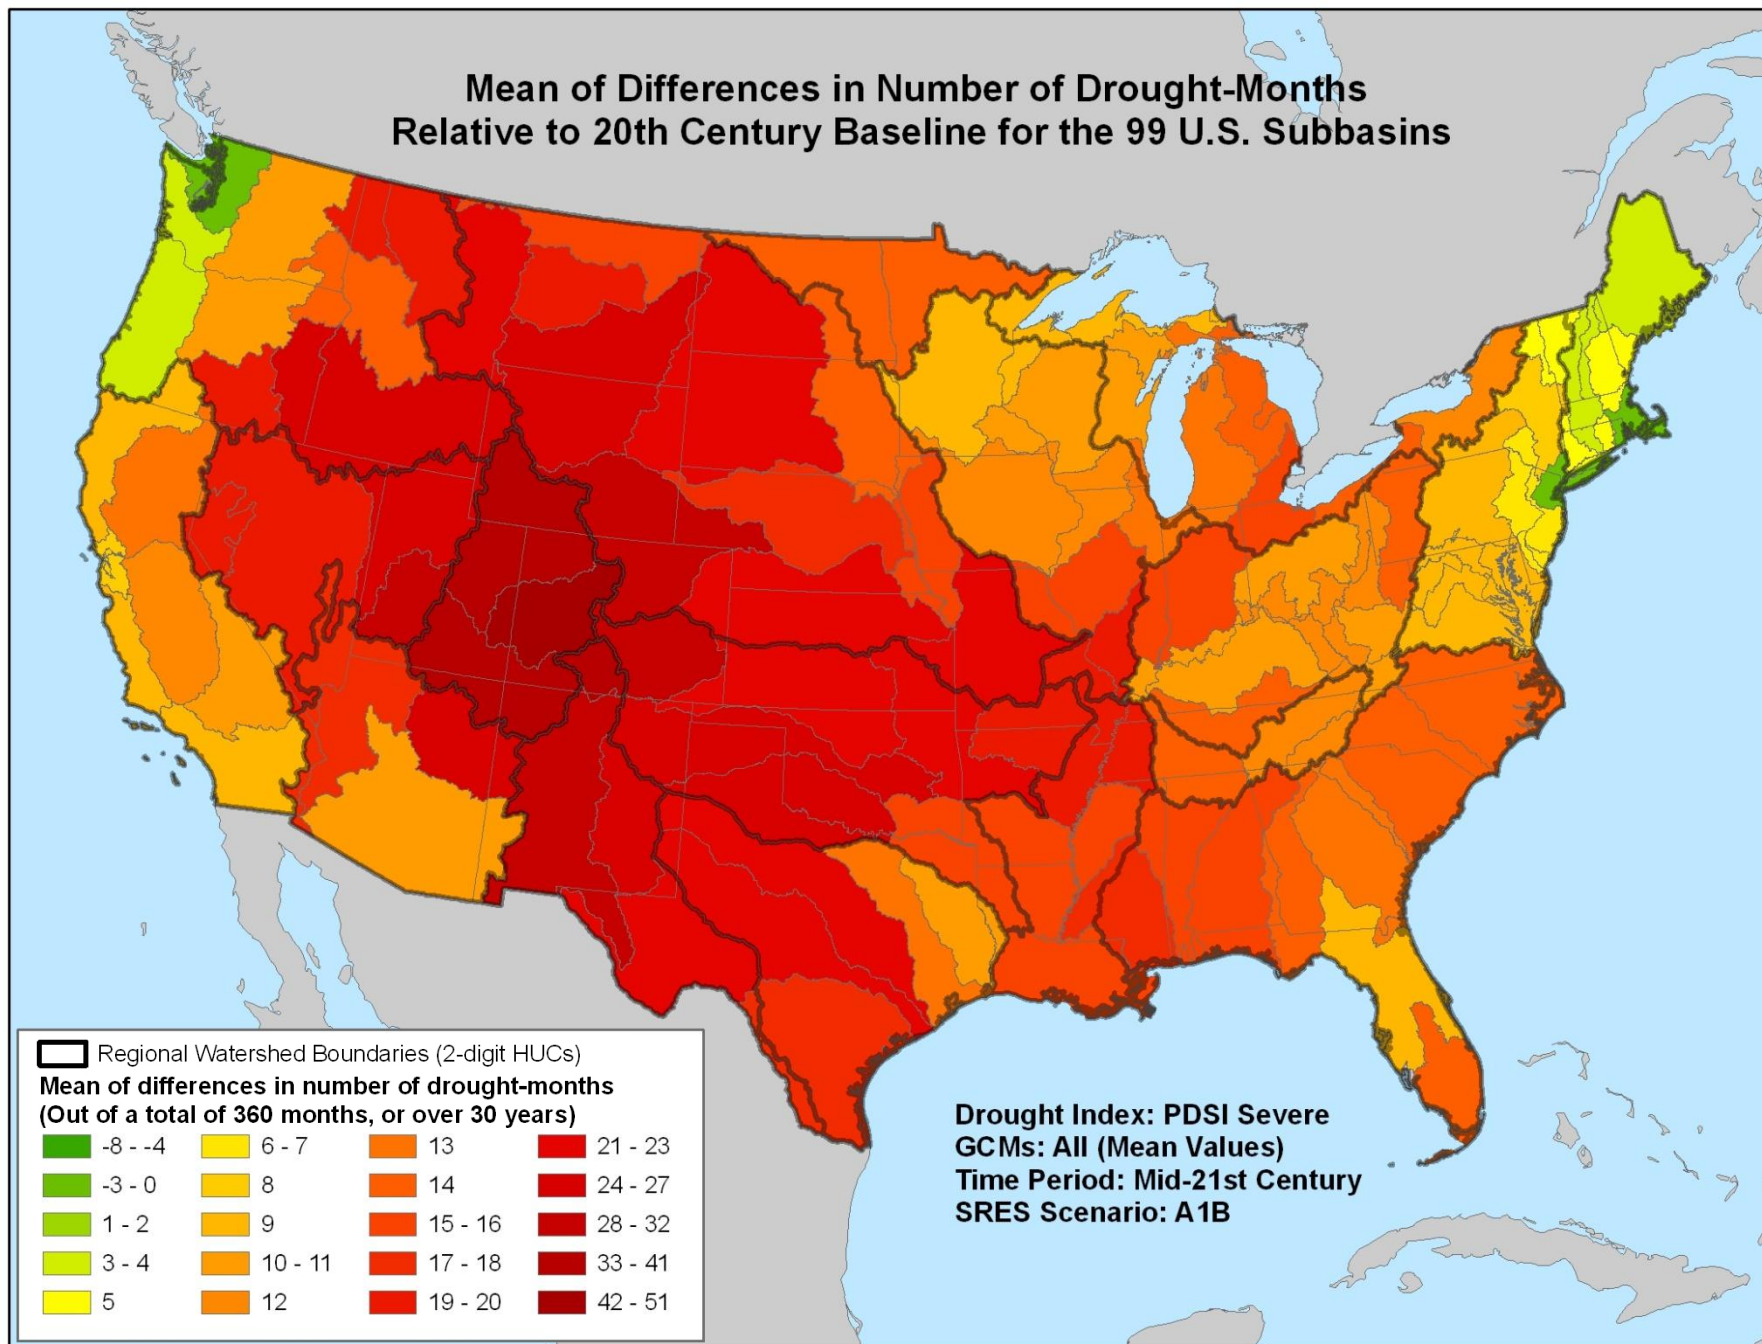 Mean of Differences in Number of Drought-Months
Relative to 20th Century Baseline for the 99 U.S. Subbasins
Regional Watershed Boundaries (2-digit HUCs)
Mean of differences in number of drought-months
(Out of a total of 360 months, or over 30 years)
-8 - -4
-3 - 0
1 - 2
3 - 4
5
6 - 7
8
9
10 - 11
12
13
14
15 - 16
17 - 18
19 - 20
21 - 23
24 - 27
28 - 32
33 - 41
42 - 51
Drought Index: PDSI Severe
GCMs: All (Mean Values)
Time Period: Mid-21st Century
SRES Scenario: A1B